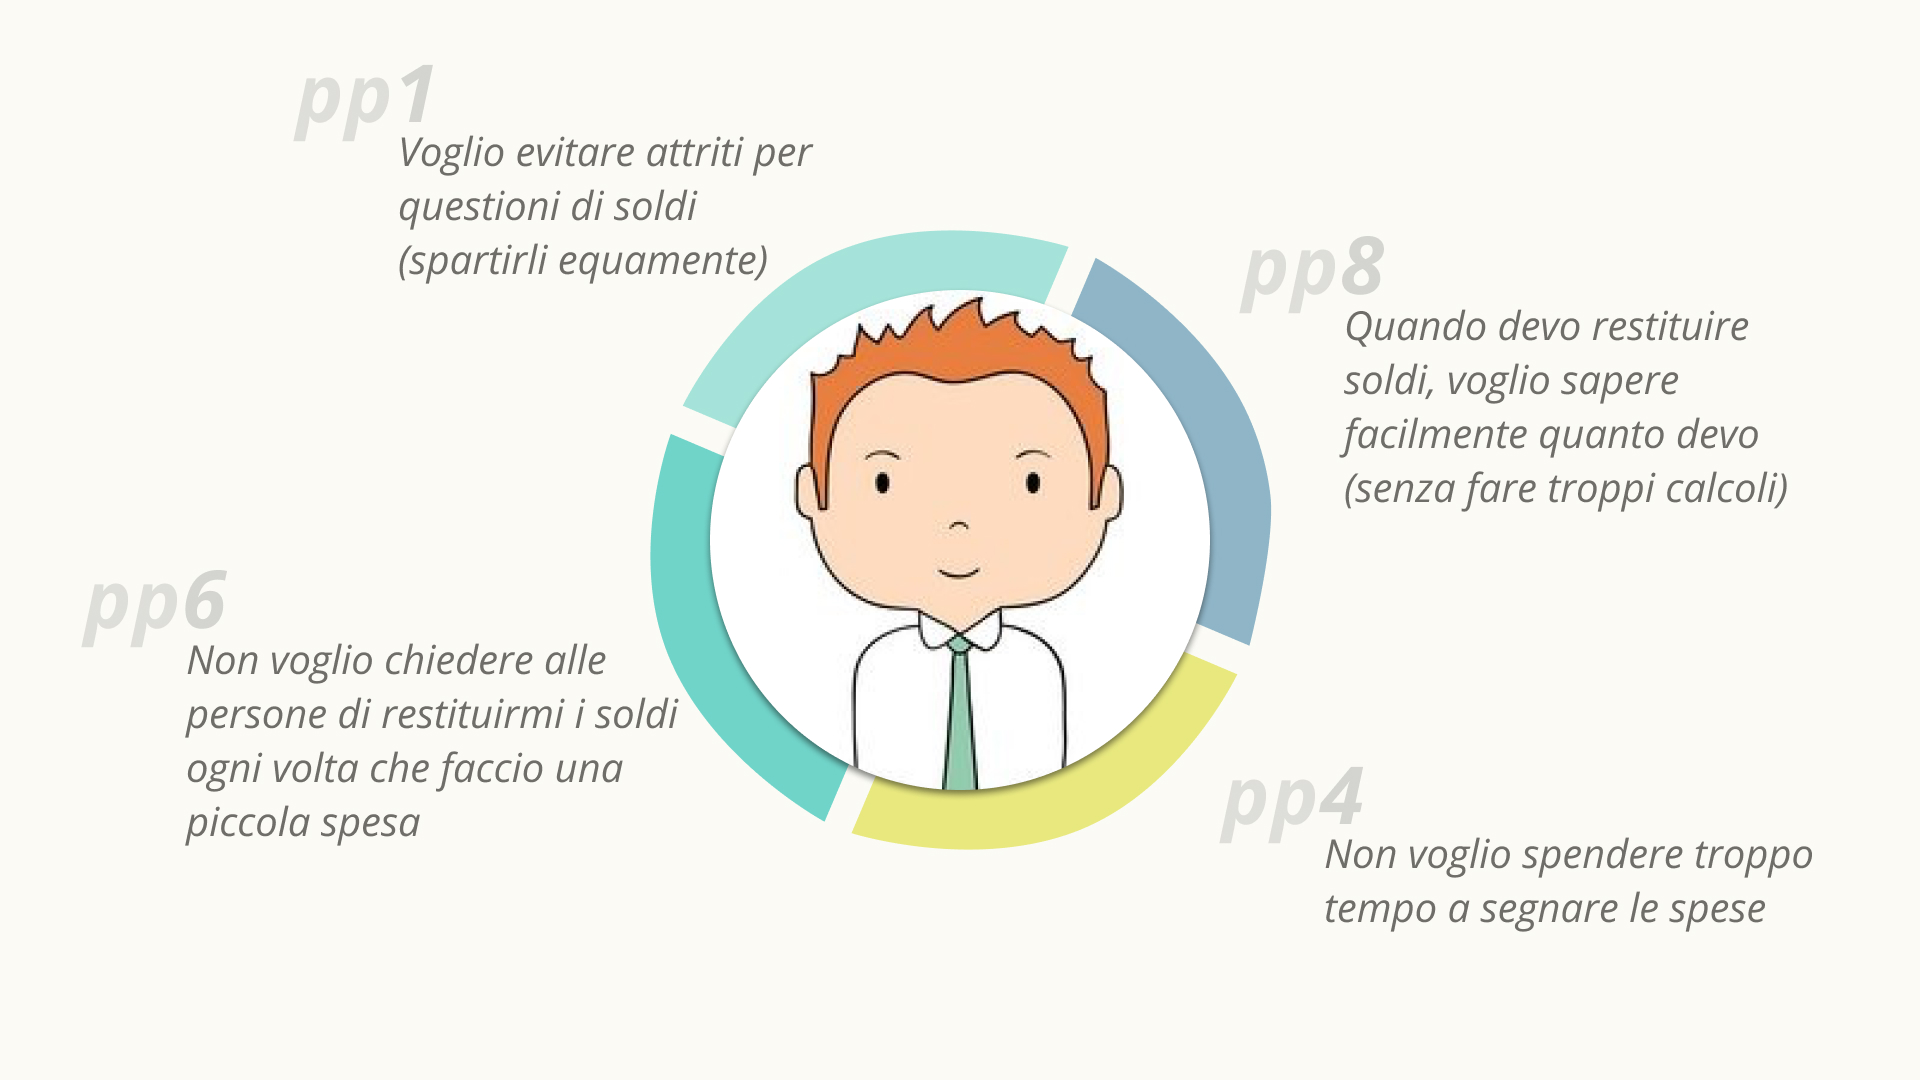 pp1
Voglio evitare attriti per
questioni di soldi
(spartirli equamente)
pp8
Quando devo restituire
soldi, voglio sapere
facilmente quanto devo
(senza fare troppi calcoli)
pp6
Non voglio chiedere alle
persone di restituirmi i soldi
ogni volta che faccio una
piccola spesa
pp4
Non voglio spendere troppo
tempo a segnare le spese